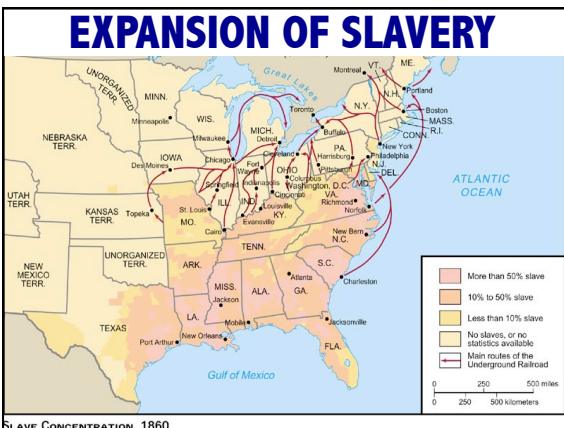 EXPANSION OF SLAVERY
Great Lakes
Montreal
VT.
ME.
UNORGANIZED
TERR.
MINN.
Minneapolis
WIS.
Milwaukee
MICH.
Detroit
Toronto
N.Y.
Buffalo
N.H.
Portland
Boston
MASS.
R.I.
CONN.
New York
Philadelphia
N.J.
DEL.
MD.
PA.
Harrisburg
Pittsburgh
NEBRASKA
TERR.
IOWA
Des Moines
Chicago
Fort
Wayne
Cleveland
OHIO
Columbus
Washington, D.C.
Springfield
Indianapolis
ILL.
IND.
Cincinnati
VA.
Richmond
Norfolk
ATLANTIC
OCEAN
UTAH
TERR.
KANSAS
TERR.
Topeka
St. Louis
MO.
Louisville
Evansville
KY.
Cairo
New Bern
N.C.
TENN.
UNORGANIZED
TERR.
NEW
MEXICO
TERR.
ARK.
S.C.
Charleston
Atlanta
GA.
MISS.
Jackson
ALA.
LA.
TEXAS
Mobile
Jacksonville
Port Arthur
New Orleans
FLA.
Gulf of Mexico
More than 50% slave
10% to 50% slave
Less than 10% slave
No slaves, or no
statistics available
Main routes of the
Underground Railroad
0 250 500 miles
0 250 500 kilometers
SLAVE CONCENTRATION, 1860